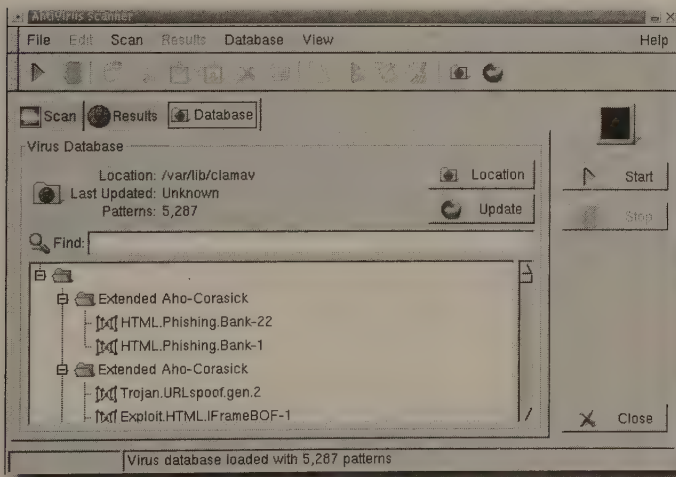 AntiVirus Scanner
File Edit Scan Results Database View Help
Scan Results Database
Virus Database
Location: /var/lib/clamav
Location
Start
Last Updated: Unknown
Patterns: 5,287
Update
Stop
Find:
Extended Aho-Corasick
HTML.Phishing.Bank-22
HTML.Phishing.Bank-1
Extended Aho-Corasick
Trojan.URLspoof.gen.2
Exploit.HTML.IFrameBOF-1
Close
Virus database loaded with 5,287 patterns